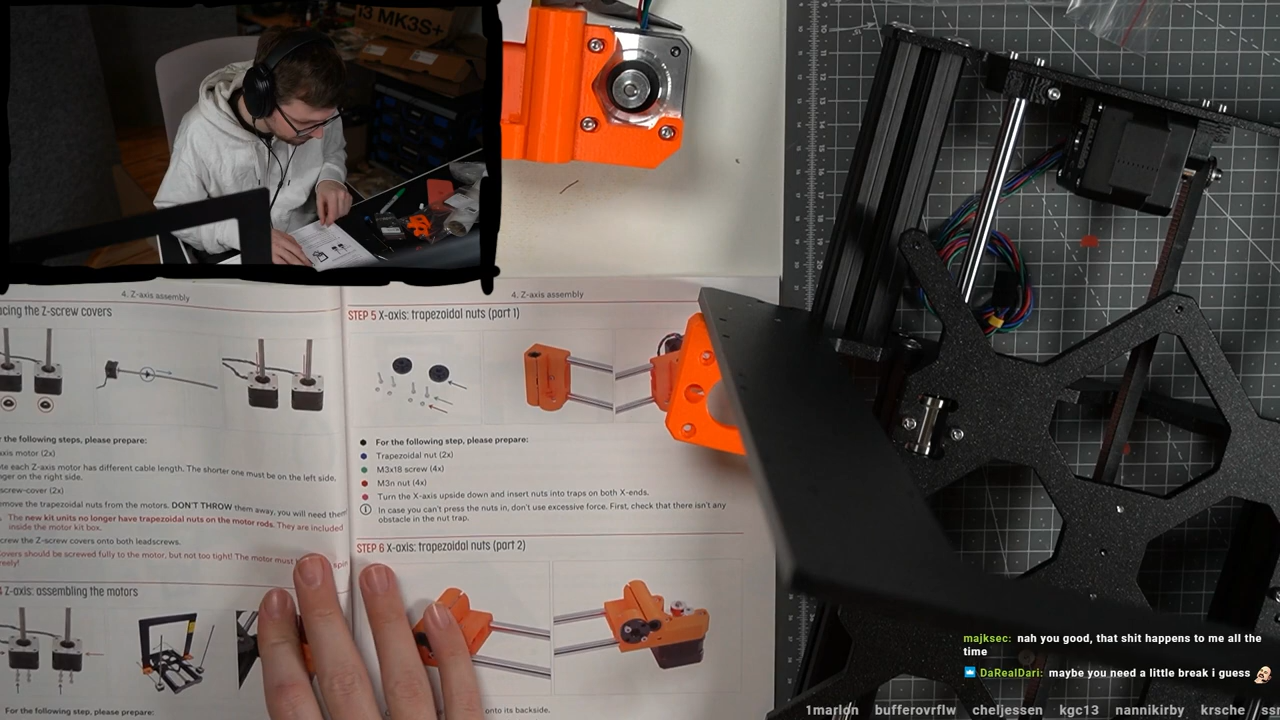 i3 MK3S+
4. Z-axis assembly
acing the Z-screw covers
r the following steps, please prepare:
axis motor (2x)
te each Z-axis motor has different cable length. The shorter one must be on the left side.
nger on the right side.
screw-cover (2x)
emove the trapezoidal nuts from the motors. DON'T THROW them away, you will need them
The new kit units no longer have trapezoidal nuts on the motor rods. They are included
inside the motor kit box.
crew the Z-screw covers onto both leadscrews.
Covers should be screwed fully to the motor, but not too tight! The motor must spin
reely!
Z-axis: assembling the motors
For the following steps, please prepare:
4. Z-axis assembly
STEP 5 X-axis: trapezoidal nuts (part 1)
For the following step, please prepare:
Trapezoidal nut (2x)
M3x18 screw (4x)
M3n nut (4x)
Turn the X-axis upside down and insert nuts into traps on both X-ends.
In case you can't press the nuts in, don't use excessive force. First, check that there isn't any
obstacle in the nut trap.
STEP 6 X-axis: trapezoidal nuts (part 2)
onto its backside.
majksec: nah you good, that shit happens to me all the
time
DaRealDari: maybe you need a little break i guess
1marlon bufferovrflw cheljessen kgc13 nannikirby krsche ssr